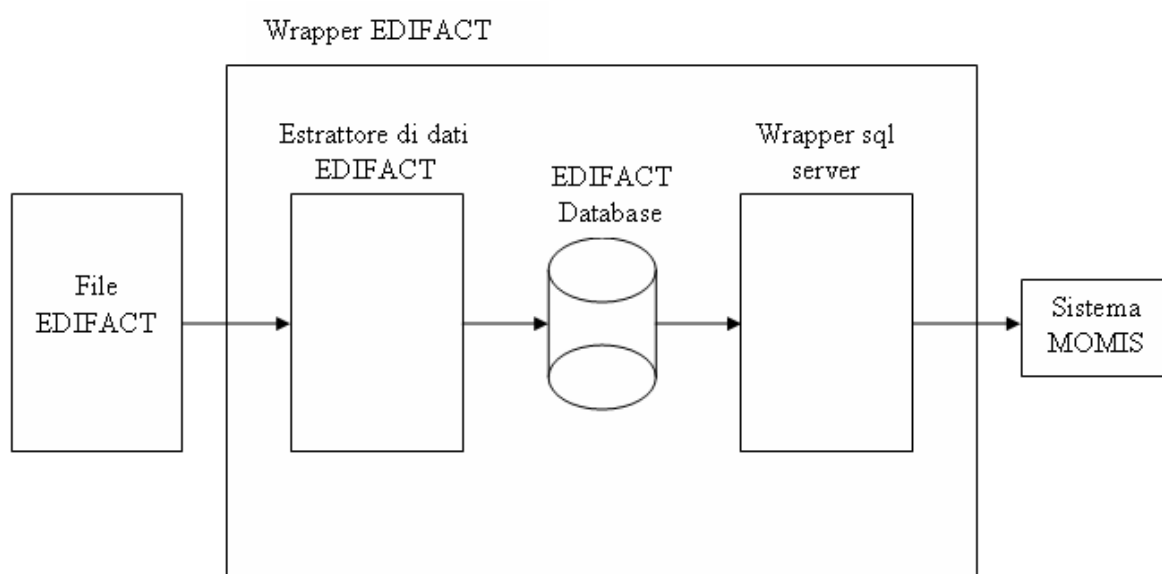 Wrapper EDIFACT
Estrattore di dati
EDIFACT
Wrapper sql
server
EDIFACT
Database
File
EDIFACT
Sistema
MOMIS